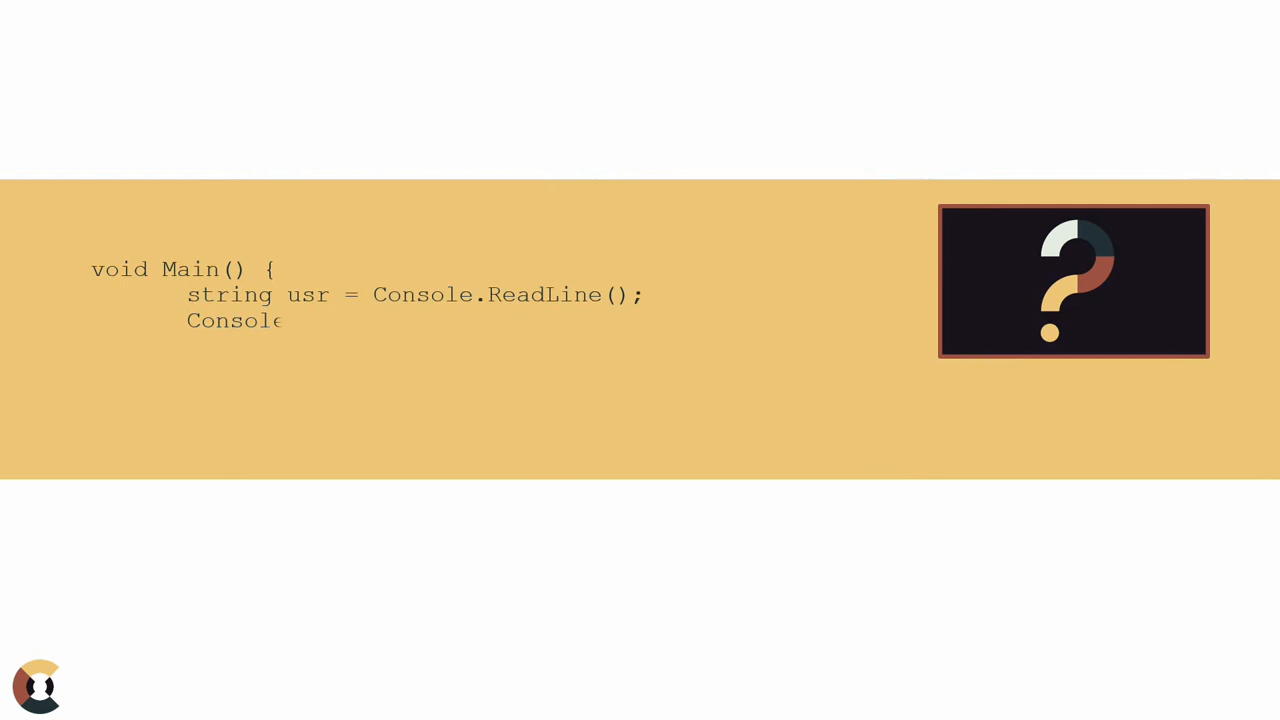 void Main() {
string usr = Console.ReadLine();
Console